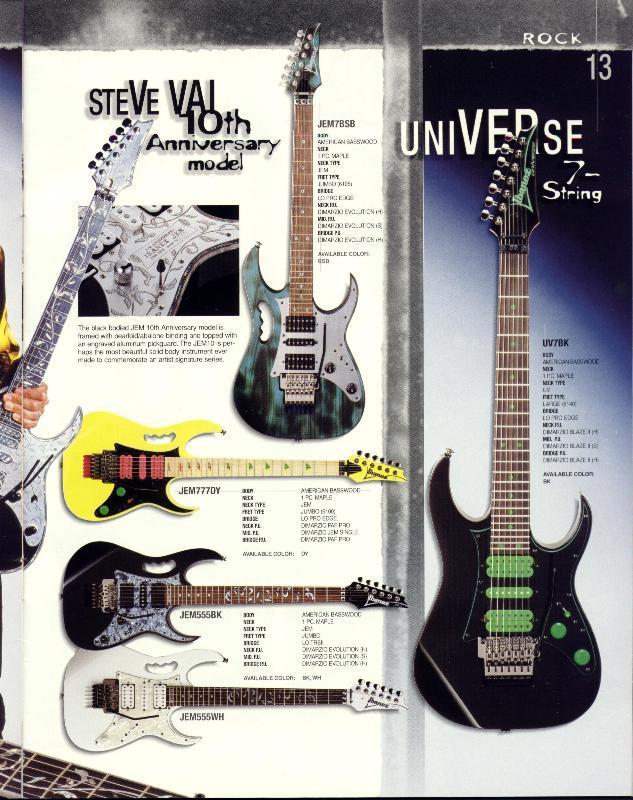 ROCK
13
STEVE VAI
10th
Anniversary
model
JEM7BSB
BODY
AMERICAN BASSWOOD
NECK
1 PC. MAPLE
NECK TYPE
JEM
FRET TYPE
JUMBO (6105)
BRIDGE
LO PRO EDGE
NECK P.U.
DIMARZIO EVOLUTION (H)
MID. P.U.
DIMARZIO EVOLUTION (S)
BRIDGE P.U.
DIMARZIO EVOLUTION (H)
AVAILABLE COLOR:
BSB
The black bodied JEM 10th Anniversary model is
framed with pearloid/abalone binding and topped with
an engraved aluminum pickguard. The JEM10 is per-
haps the most beautiful solid body instrument ever
made to commemorate an artist signature series.
JEM777DY
BODY AMERICAN BASSWOOD
NECK 1 PC. MAPLE
NECK TYPE JEM
FRET TYPE JUMBO (6100)
BRIDGE LO PRO EDGE
NECK P.U. DIMARZIO PAF PRO
MID. P.U. DIMARZIO JEM SINGLE
BRIDGE P.U. DIMARZIO PAF PRO
AVAILABLE COLOR: DY
JEM555BK
BODY AMERICAN BASSWOOD
NECK 1 PC. MAPLE
NECK TYPE JEM
FRET TYPE JUMBO
BRIDGE LO TRSII
NECK P.U. DIMARZIO EVOLUTION (H)
MID. P.U. DIMARZIO EVOLUTION (S)
BRIDGE P.U. DIMARZIO EVOLUTION (H)
AVAILABLE COLOR: BK, WH
JEM555WH
UNIVERSE
7-
String
UV7BK
BODY
AMERICAN BASSWOOD
NECK
1 PC. MAPLE
NECK TYPE
UV
FRET TYPE
LARGE (6140)
BRIDGE
LO PRO EDGE
NECK P.U.
DIMARZIO BLAZE II (H)
MID. P.U.
DIMARZIO BLAZE II (S)
BRIDGE P.U.
DIMARZIO BLAZE II (H)
AVAILABLE COLOR:
BK
Ibanez
Ibanez
Ibanez
Ibanez
Ibanez